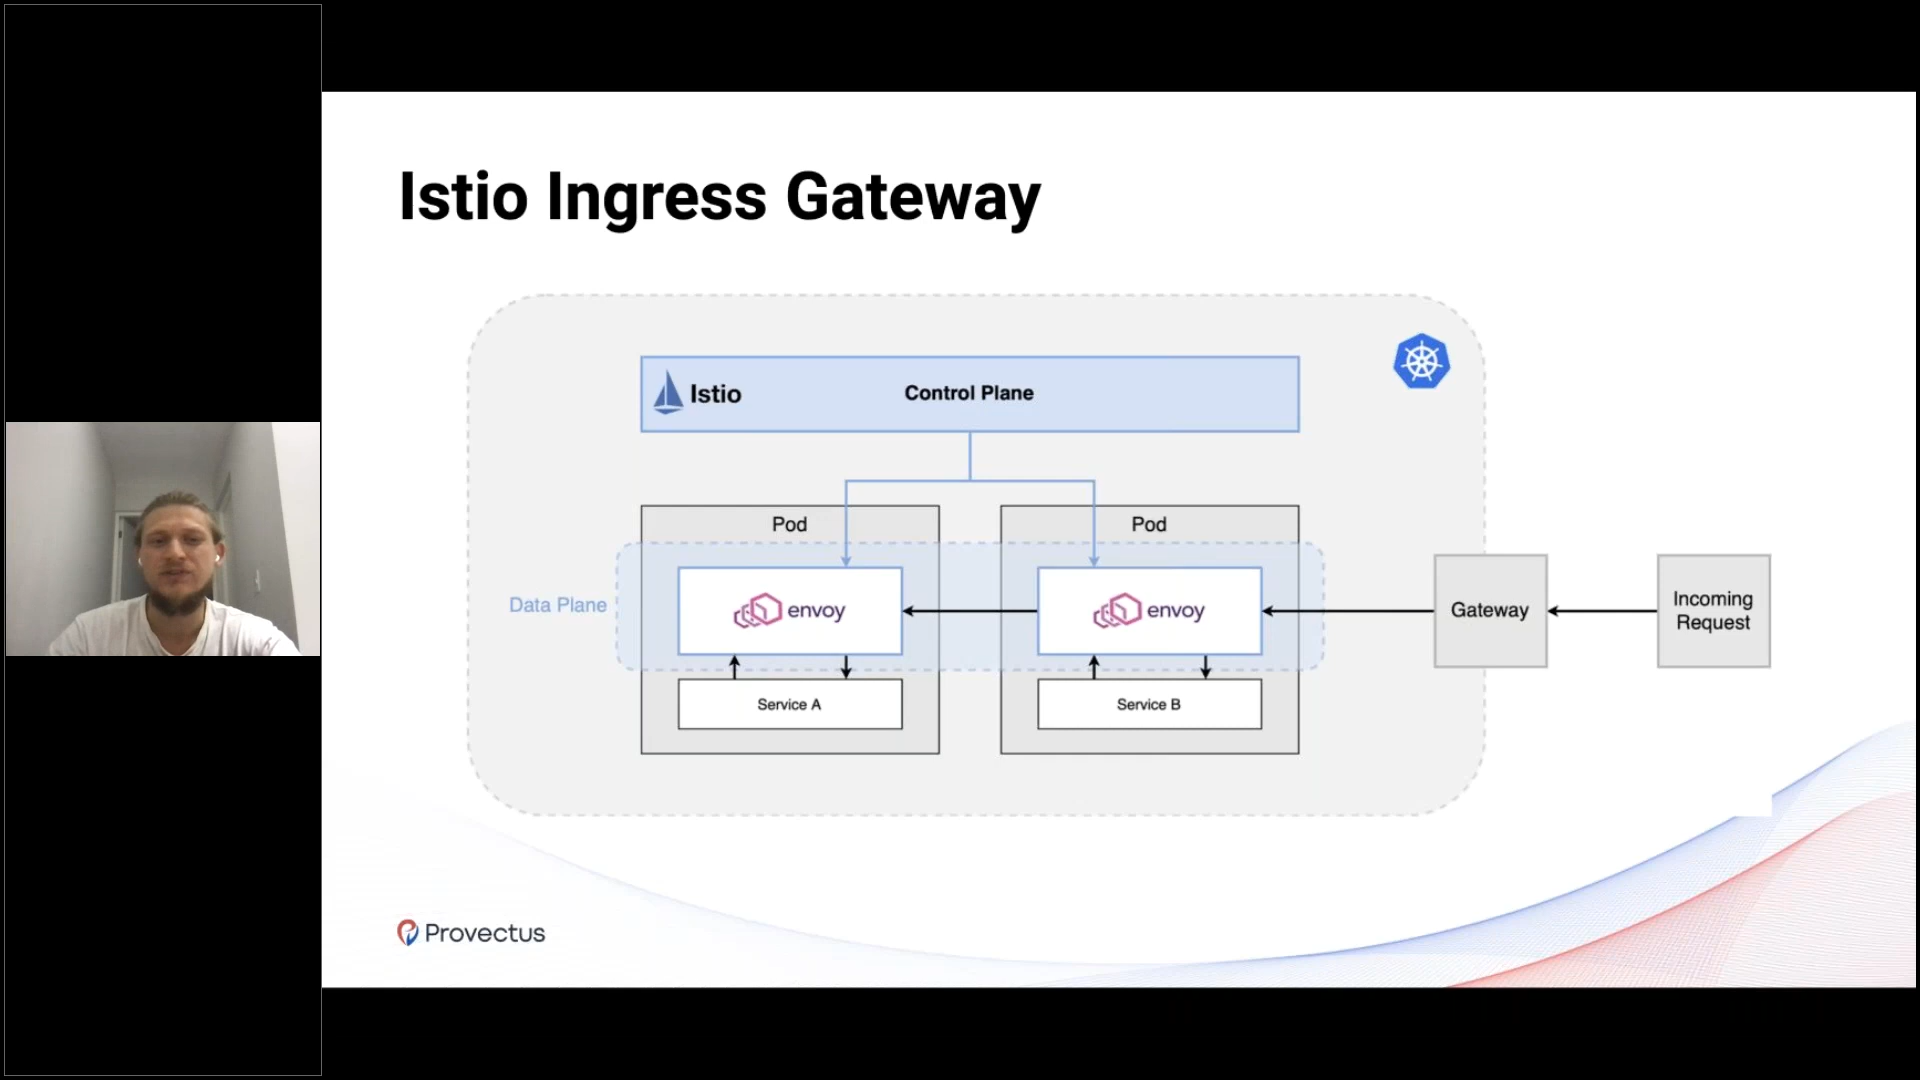 Istio Ingress Gateway
Istio
Control Plane
Pod
Pod
Data Plane
envoy
envoy
Gateway
Incoming
Request
Service A
Service B
Provectus